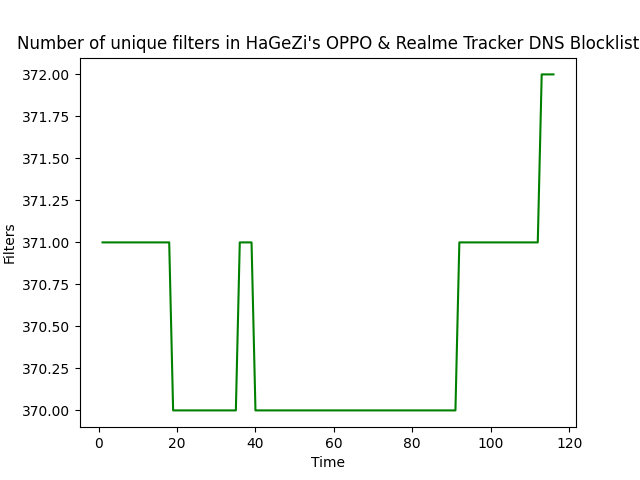 Number of unique filters in HaGeZi's OPPO & Realme Tracker DNS Blocklist
372.00
371.75
371.50
371.25
371.00
370.75
370.50
370.25
370.00
Filters
0 20 40 60 80 100 120
Time